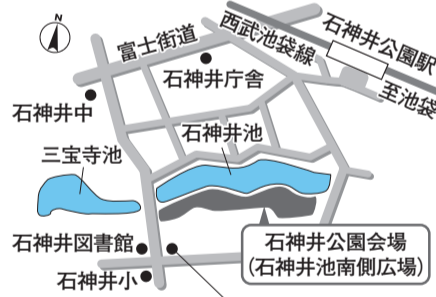 N
富士街道
西武池袋線
石神井公園駅
至池袋
石神井庁舎
石神井中
石神井池
三宝寺池
石神井図書館
石神井小
石神井公園会場
(石神井池南側広場)